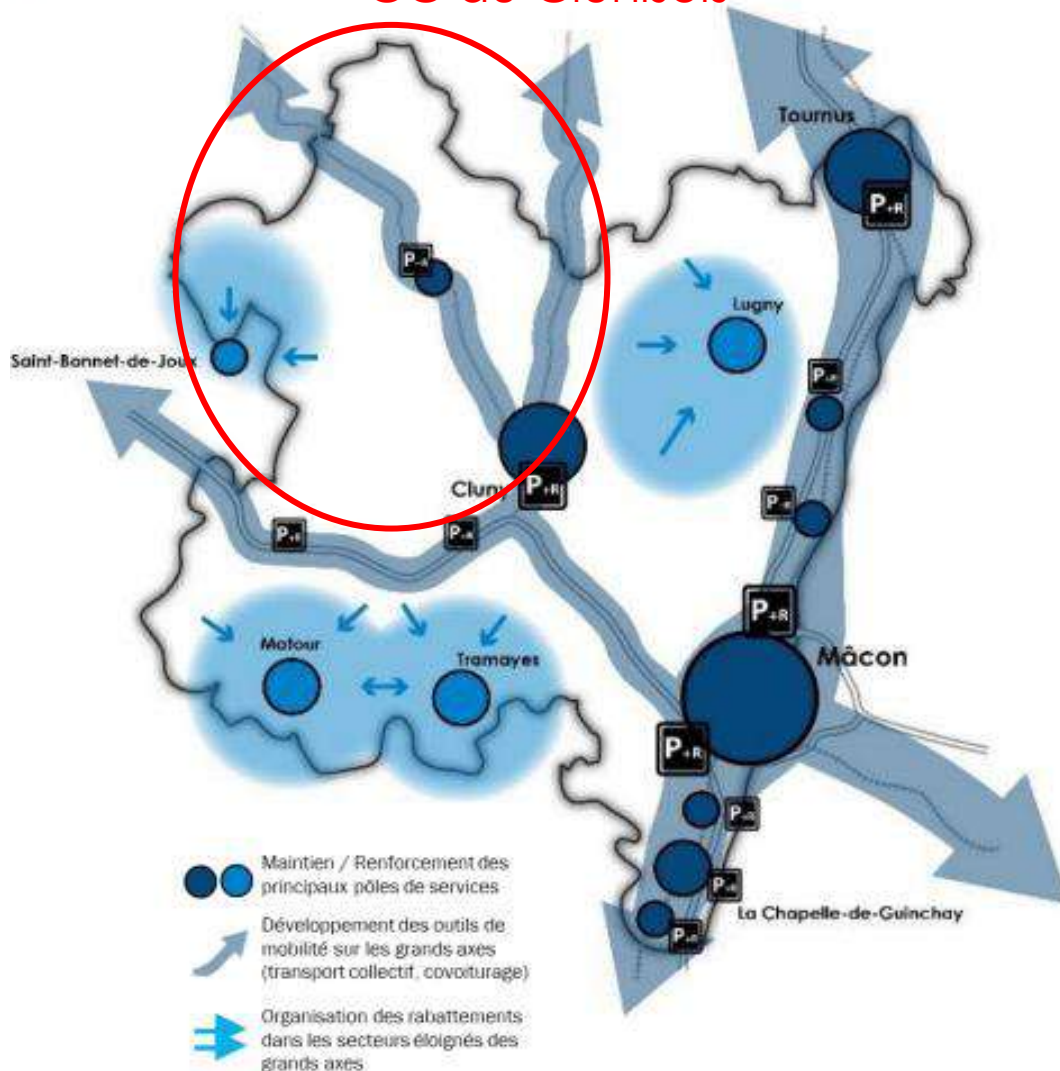 Tournus
P+R
P+R
Lugny
Saint-Bonnet-de-Joux
P+R
P+R
Cluny
P+R
P+R
P+R
P+R
Matour
Tramayes
Mâcon
P+R
P+R
P+R
La Chapelle-de-Guinchay
P+R
Maintien / Renforcement des
principaux pôles de services
Développement des outils de
mobilité sur les grands axes
(transport collectif, covoiturage)
Organisation des rabattements
dans les secteurs éloignés des
grands axes